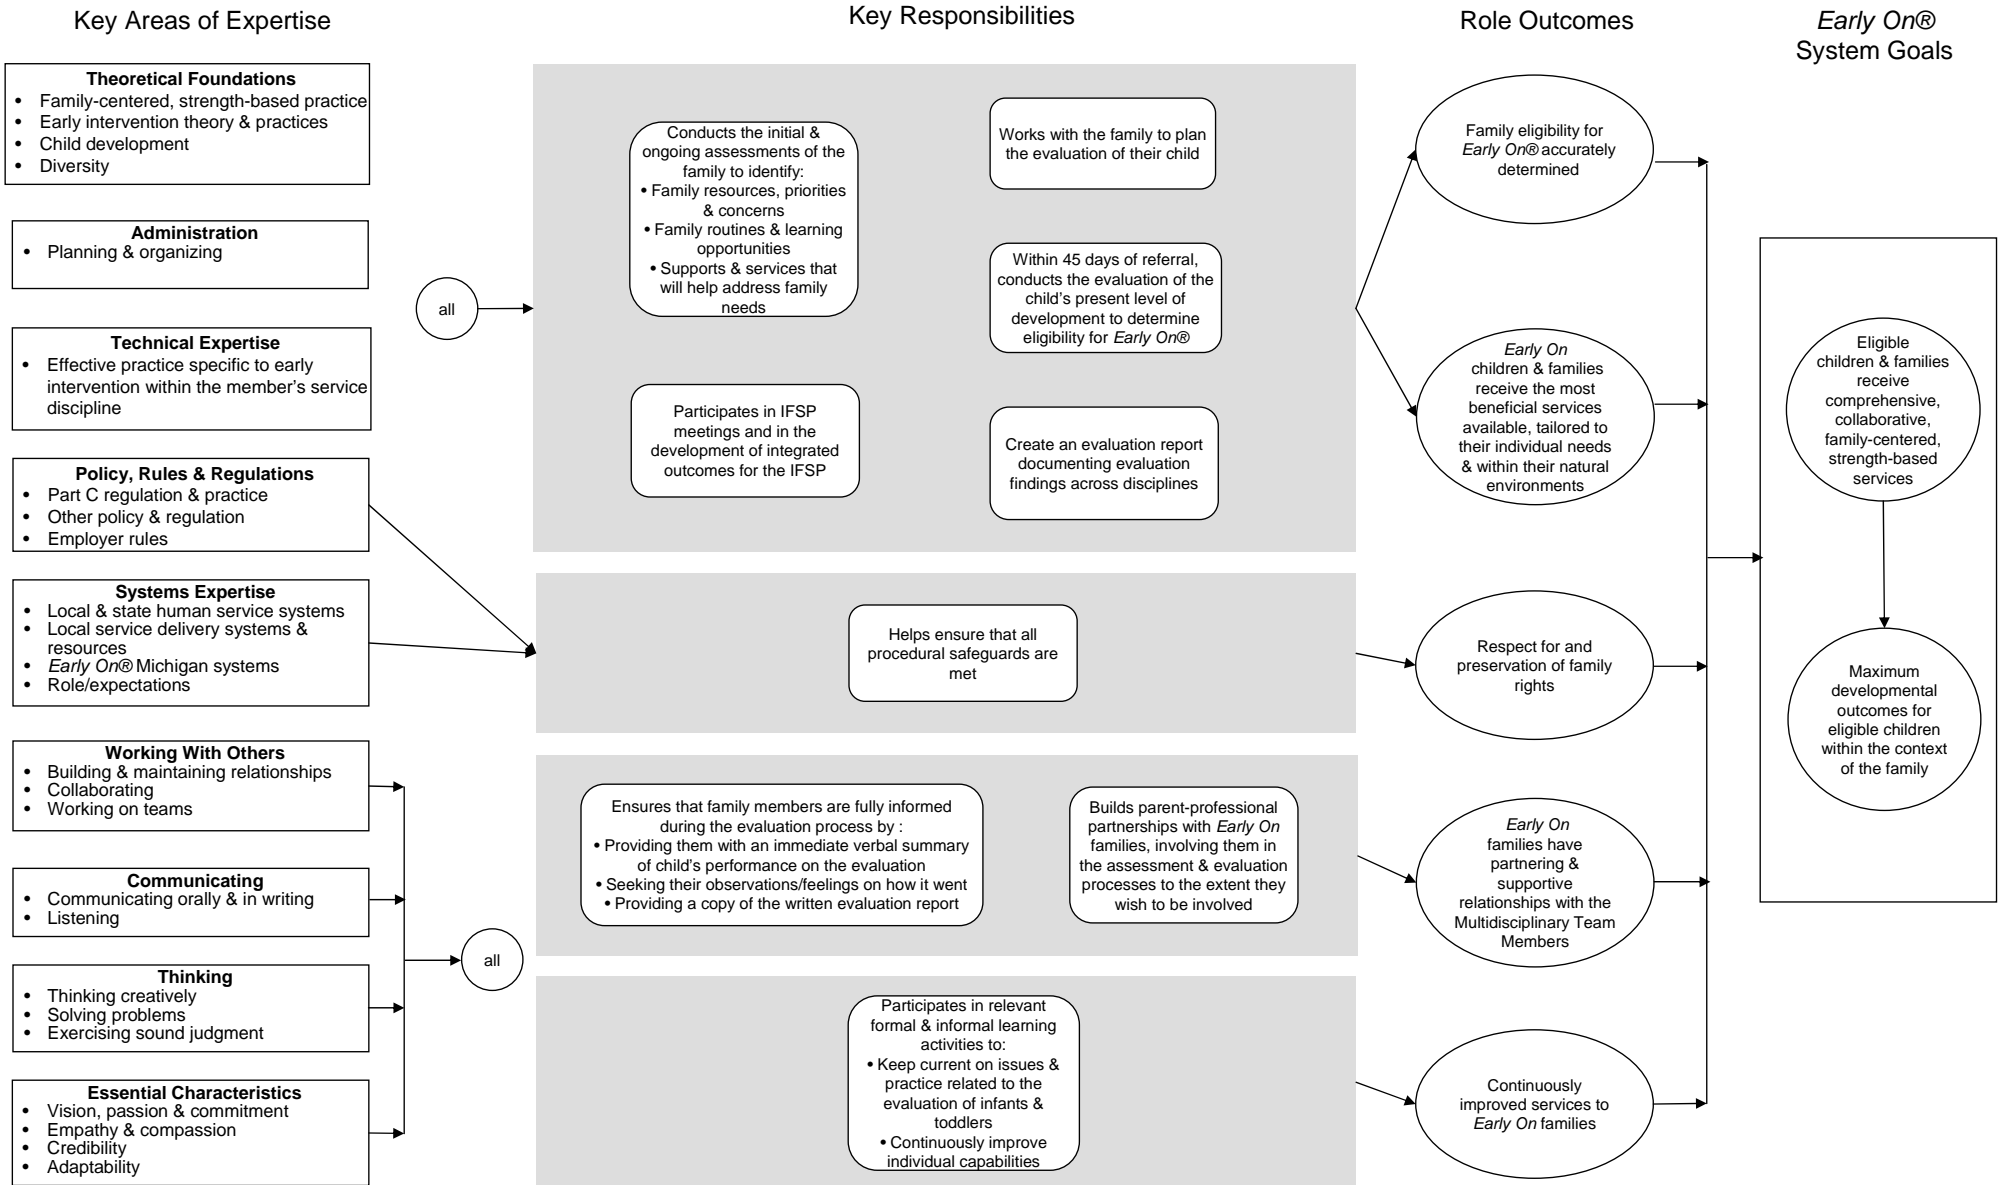 Key Areas of Expertise
Key Responsibilities
Role Outcomes
Early On®
System Goals
Theoretical Foundations
• Family-centered, strength-based practice
• Early intervention theory & practices
• Child development
• Diversity
Administration
• Planning & organizing
Technical Expertise
• Effective practice specific to early
intervention within the member's service
discipline
Policy, Rules & Regulations
• Part C regulation & practice
• Other policy & regulation
• Employer rules
Systems Expertise
• Local & state human service systems
• Local service delivery systems &
resources
• Early On® Michigan systems
• Role/expectations
Working With Others
• Building & maintaining relationships
• Collaborating
• Working on teams
Communicating
• Communicating orally & in writing
• Listening
Thinking
• Thinking creatively
• Solving problems
• Exercising sound judgment
Essential Characteristics
• Vision, passion & commitment
• Empathy & compassion
• Credibility
• Adaptability
all
all
Conducts the initial &
ongoing assessments of the
family to identify:
• Family resources, priorities
& concerns
• Family routines & learning
opportunities
• Supports & services that
will help address family
needs
Works with the family to plan
the evaluation of their child
Within 45 days of referral,
conducts the evaluation of the
child's present level of
development to determine
eligibility for Early On®
Participates in IFSP
meetings and in the
development of integrated
outcomes for the IFSP
Create an evaluation report
documenting evaluation
findings across disciplines
Helps ensure that all
procedural safeguards are
met
Ensures that family members are fully informed
during the evaluation process by :
• Providing them with an immediate verbal summary
of child's performance on the evaluation
• Seeking their observations/feelings on how it went
• Providing a copy of the written evaluation report
Builds parent-professional
partnerships with Early On
families, involving them in
the assessment & evaluation
processes to the extent they
wish to be involved
Participates in relevant
formal & informal learning
activities to:
• Keep current on issues &
practice related to the
evaluation of infants &
toddlers
• Continuously improve
individual capabilities
Family eligibility for
Early On® accurately
determined
Early On
children & families
receive the most
beneficial services
available, tailored to
their individual needs
& within their natural
environments
Respect for and
preservation of family
rights
Early On
families have
partnering &
supportive
relationships with the
Multidisciplinary Team
Members
Continuously
improved services to
Early On families
Eligible
children & families
receive
comprehensive,
collaborative,
family-centered,
strength-based
services
Maximum
developmental
outcomes for
eligible children
within the context
of the family